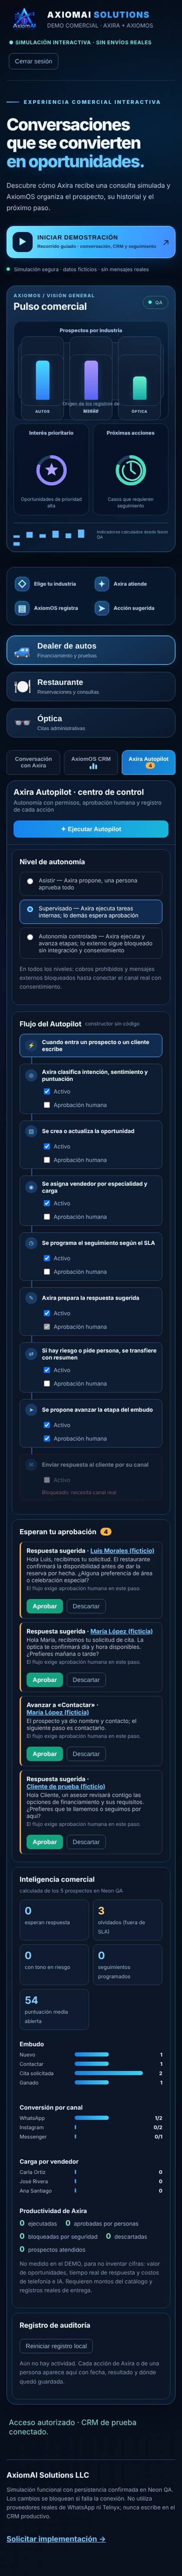 AxiomAI
AXIOMAI SOLUTIONS
DEMO COMERCIAL · AXIRA + AXIOMOS
SIMULACIÓN INTERACTIVA · SIN ENVÍOS REALES
Cerrar sesión
EXPERIENCIA COMERCIAL INTERACTIVA
Conversaciones
que se convierten
en oportunidades.
Descubre cómo Axira recibe una consulta simulada y
AxiomOS organiza el prospecto, su historial y el
próximo paso.
INICIAR DEMOSTRACIÓN
Recorrido guiado · conversación, CRM y seguimiento
Simulación segura · datos ficticios · sin mensajes reales
AXIOMOS / VISIÓN GENERAL
Pulso comercial
QA
Prospectos por industria
Origen de los registros de
AUTOS
ÓPTICA
Interés prioritario
Oportunidades de prioridad
alta
Próximas acciones
Casos que requieren
seguimiento
Indicadores calculados desde Neon
QA
Elige tu industria
Axira atiende
AxiomOS registra
Acción sugerida
Dealer de autos
Financiamiento y pruebas
Restaurante
Reservaciones y consultas
Óptica
Citas administrativas
Conversación
con Axira
AxiomOS CRM
Axira Autopilot
4
Axira Autopilot · centro de control
Autonomía con permisos, aprobación humana y registro
de cada acción
✦ Ejecutar Autopilot
Nivel de autonomía
Asistir — Axira propone, una persona
aprueba todo
Supervisado — Axira ejecuta tareas
internas; lo demás espera aprobación
Autonomía controlada — Axira ejecuta y
avanza etapas; lo externo sigue bloqueado
sin integración y consentimiento
En todos los niveles: cobros prohibidos y mensajes
externos bloqueados hasta conectar el canal real con
consentimiento.
Flujo del Autopilot constructor sin código
Cuando entra un prospecto o un cliente
escribe
Axira clasifica intención, sentimiento y
puntuación
Activo
Aprobación humana
Se crea o actualiza la oportunidad
Activo
Aprobación humana
Se asigna vendedor por especialidad y
carga
Activo
Aprobación humana
Se programa el seguimiento según el SLA
Activo
Aprobación humana
Axira prepara la respuesta sugerida
Activo
Aprobación humana
Si hay riesgo o pide persona, se transfiere
con resumen
Activo
Aprobación humana
Se propone avanzar la etapa del embudo
Activo
Aprobación humana
Enviar respuesta al cliente por su canal
Activo
Bloqueado: necesita canal real
Esperan tu aprobación 4
Respuesta sugerida · Luis Morales (ficticio)
Hola Luis, recibimos tu solicitud. El restaurante
confirmará la disponibilidad antes de dar la
reserva por hecha. ¿Alguna preferencia de área
o celebración especial?
El flujo exige aprobación humana en este paso.
Aprobar
Descartar
Respuesta sugerida · María López (ficticia)
Hola María, recibimos tu solicitud de cita. La
óptica te confirmará día y hora disponibles.
¿Prefieres mañana o tarde?
El flujo exige aprobación humana en este paso.
Aprobar
Descartar
Avanzar a «Contactar» ·
María López (ficticia)
El prospecto ya dio nombre y contacto; el
siguiente paso es contactarlo.
El flujo exige aprobación humana en este paso.
Aprobar
Descartar
Respuesta sugerida ·
Cliente de prueba (ficticio)
Hola Cliente, un asesor revisará contigo las
opciones de financiamiento y sus requisitos.
¿Prefieres que te llamemos o seguimos por
aquí?
El flujo exige aprobación humana en este paso.
Aprobar
Descartar
Inteligencia comercial
calculada de los 5 prospectos en Neon QA
0
esperan respuesta
3
olvidados (fuera de
SLA)
0
con tono en riesgo
0
seguimientos
programados
54
puntuación media
abierta
Embudo
Nuevo 1
Contactar 1
Cita solicitada 2
Ganado 1
Conversión por canal
WhatsApp 1/2
Instagram 0/2
Messenger 0/1
Carga por vendedor
Carla Ortiz 0
José Rivera 0
Ana Santiago 0
Productividad de Axira
0 ejecutadas 0 aprobadas por personas
0 bloqueadas por seguridad 0 descartadas
0 prospectos atendidos
No medido en el DEMO, para no inventar cifras: valor
de oportunidades, tiempo real de respuesta y costos
de telefonía e IA. Requieren montos del catálogo y
registros reales de entrega.
Registro de auditoría
Reiniciar registro local
Aún no hay actividad. Cada acción de Axira o de una
persona aparece aquí con fecha, resultado y dónde
quedó guardada.
Acceso autorizado · CRM de prueba
conectado.
AxiomAI Solutions LLC
Simulación funcional con persistencia confirmada en Neon QA.
Los cambios se bloquean si falla la conexión. No utiliza
proveedores reales de WhatsApp ni Telnyx; nunca escribe en el
CRM productivo.
Solicitar implementación →